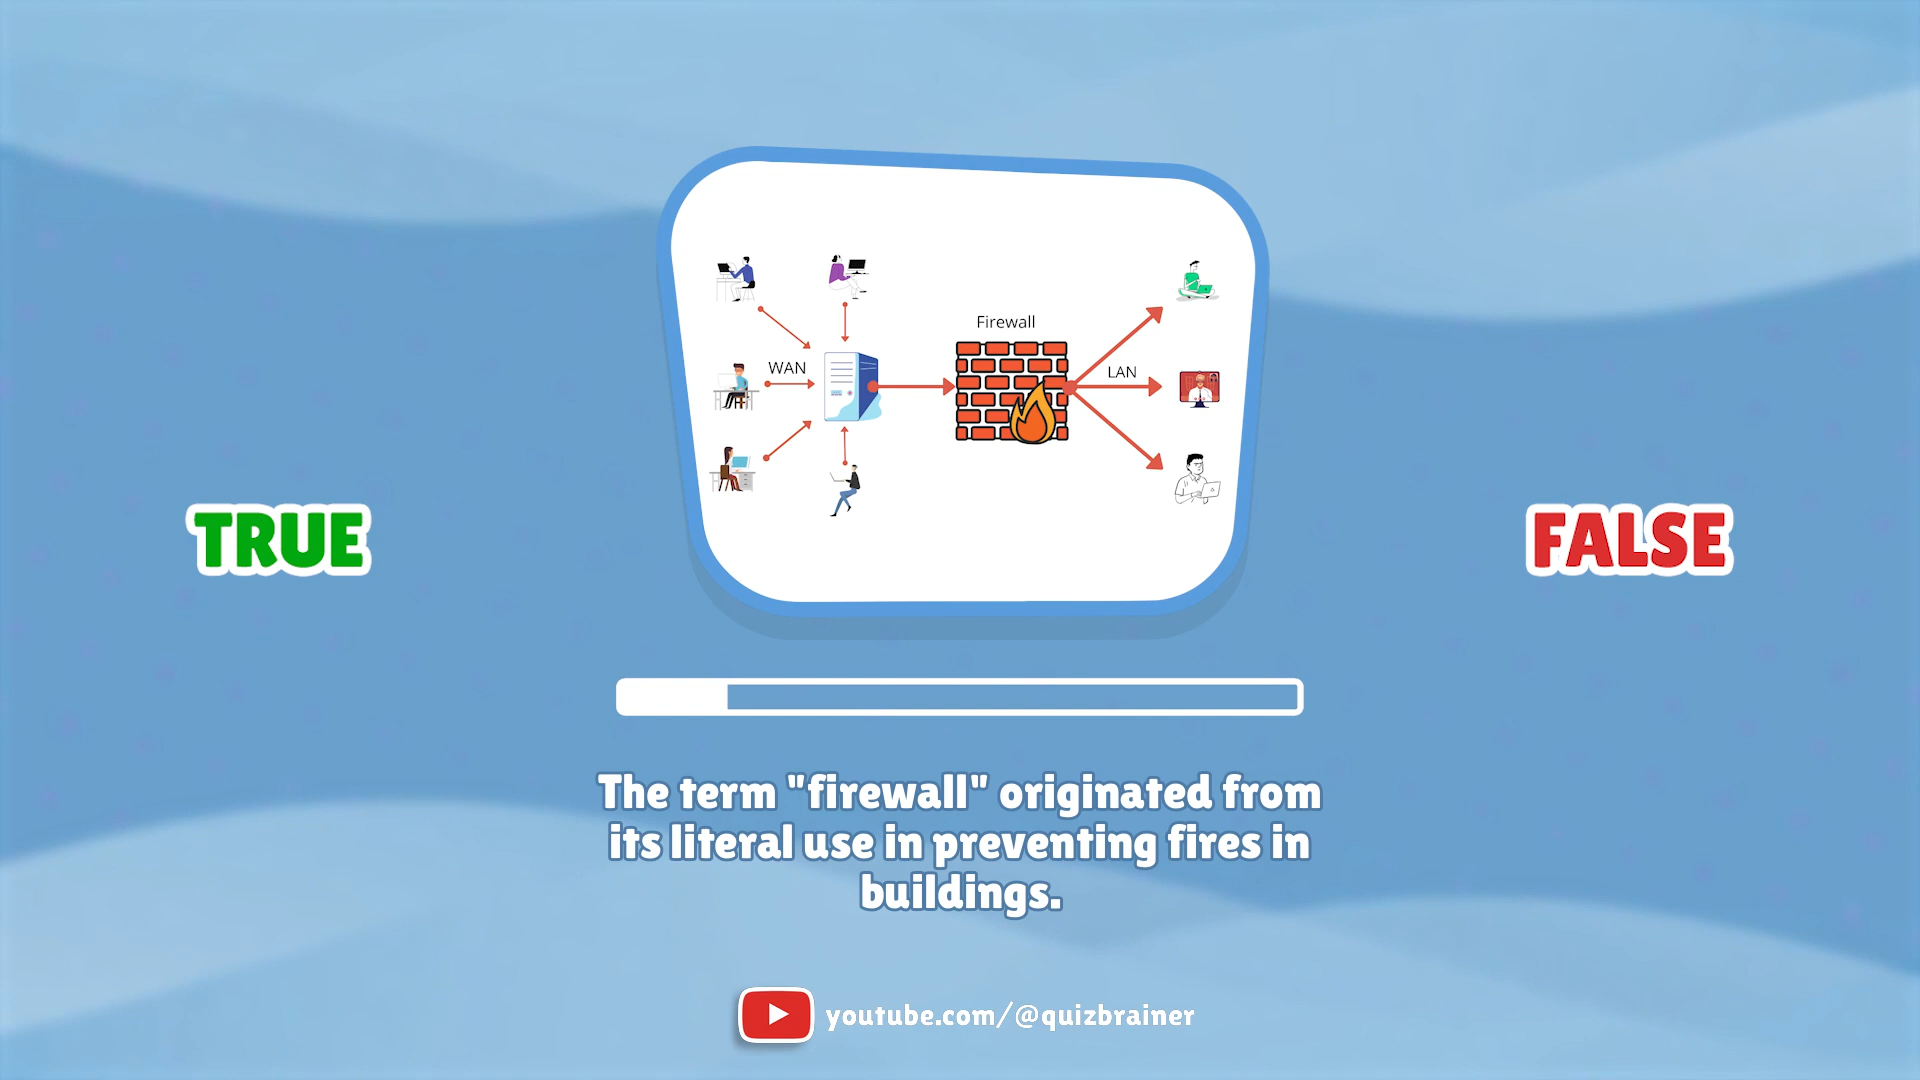 Firewall
WAN
LAN
TRUE
FALSE
The term "firewall" originated from
its literal use in preventing fires in
buildings.
youtube.com/@quizbrainer